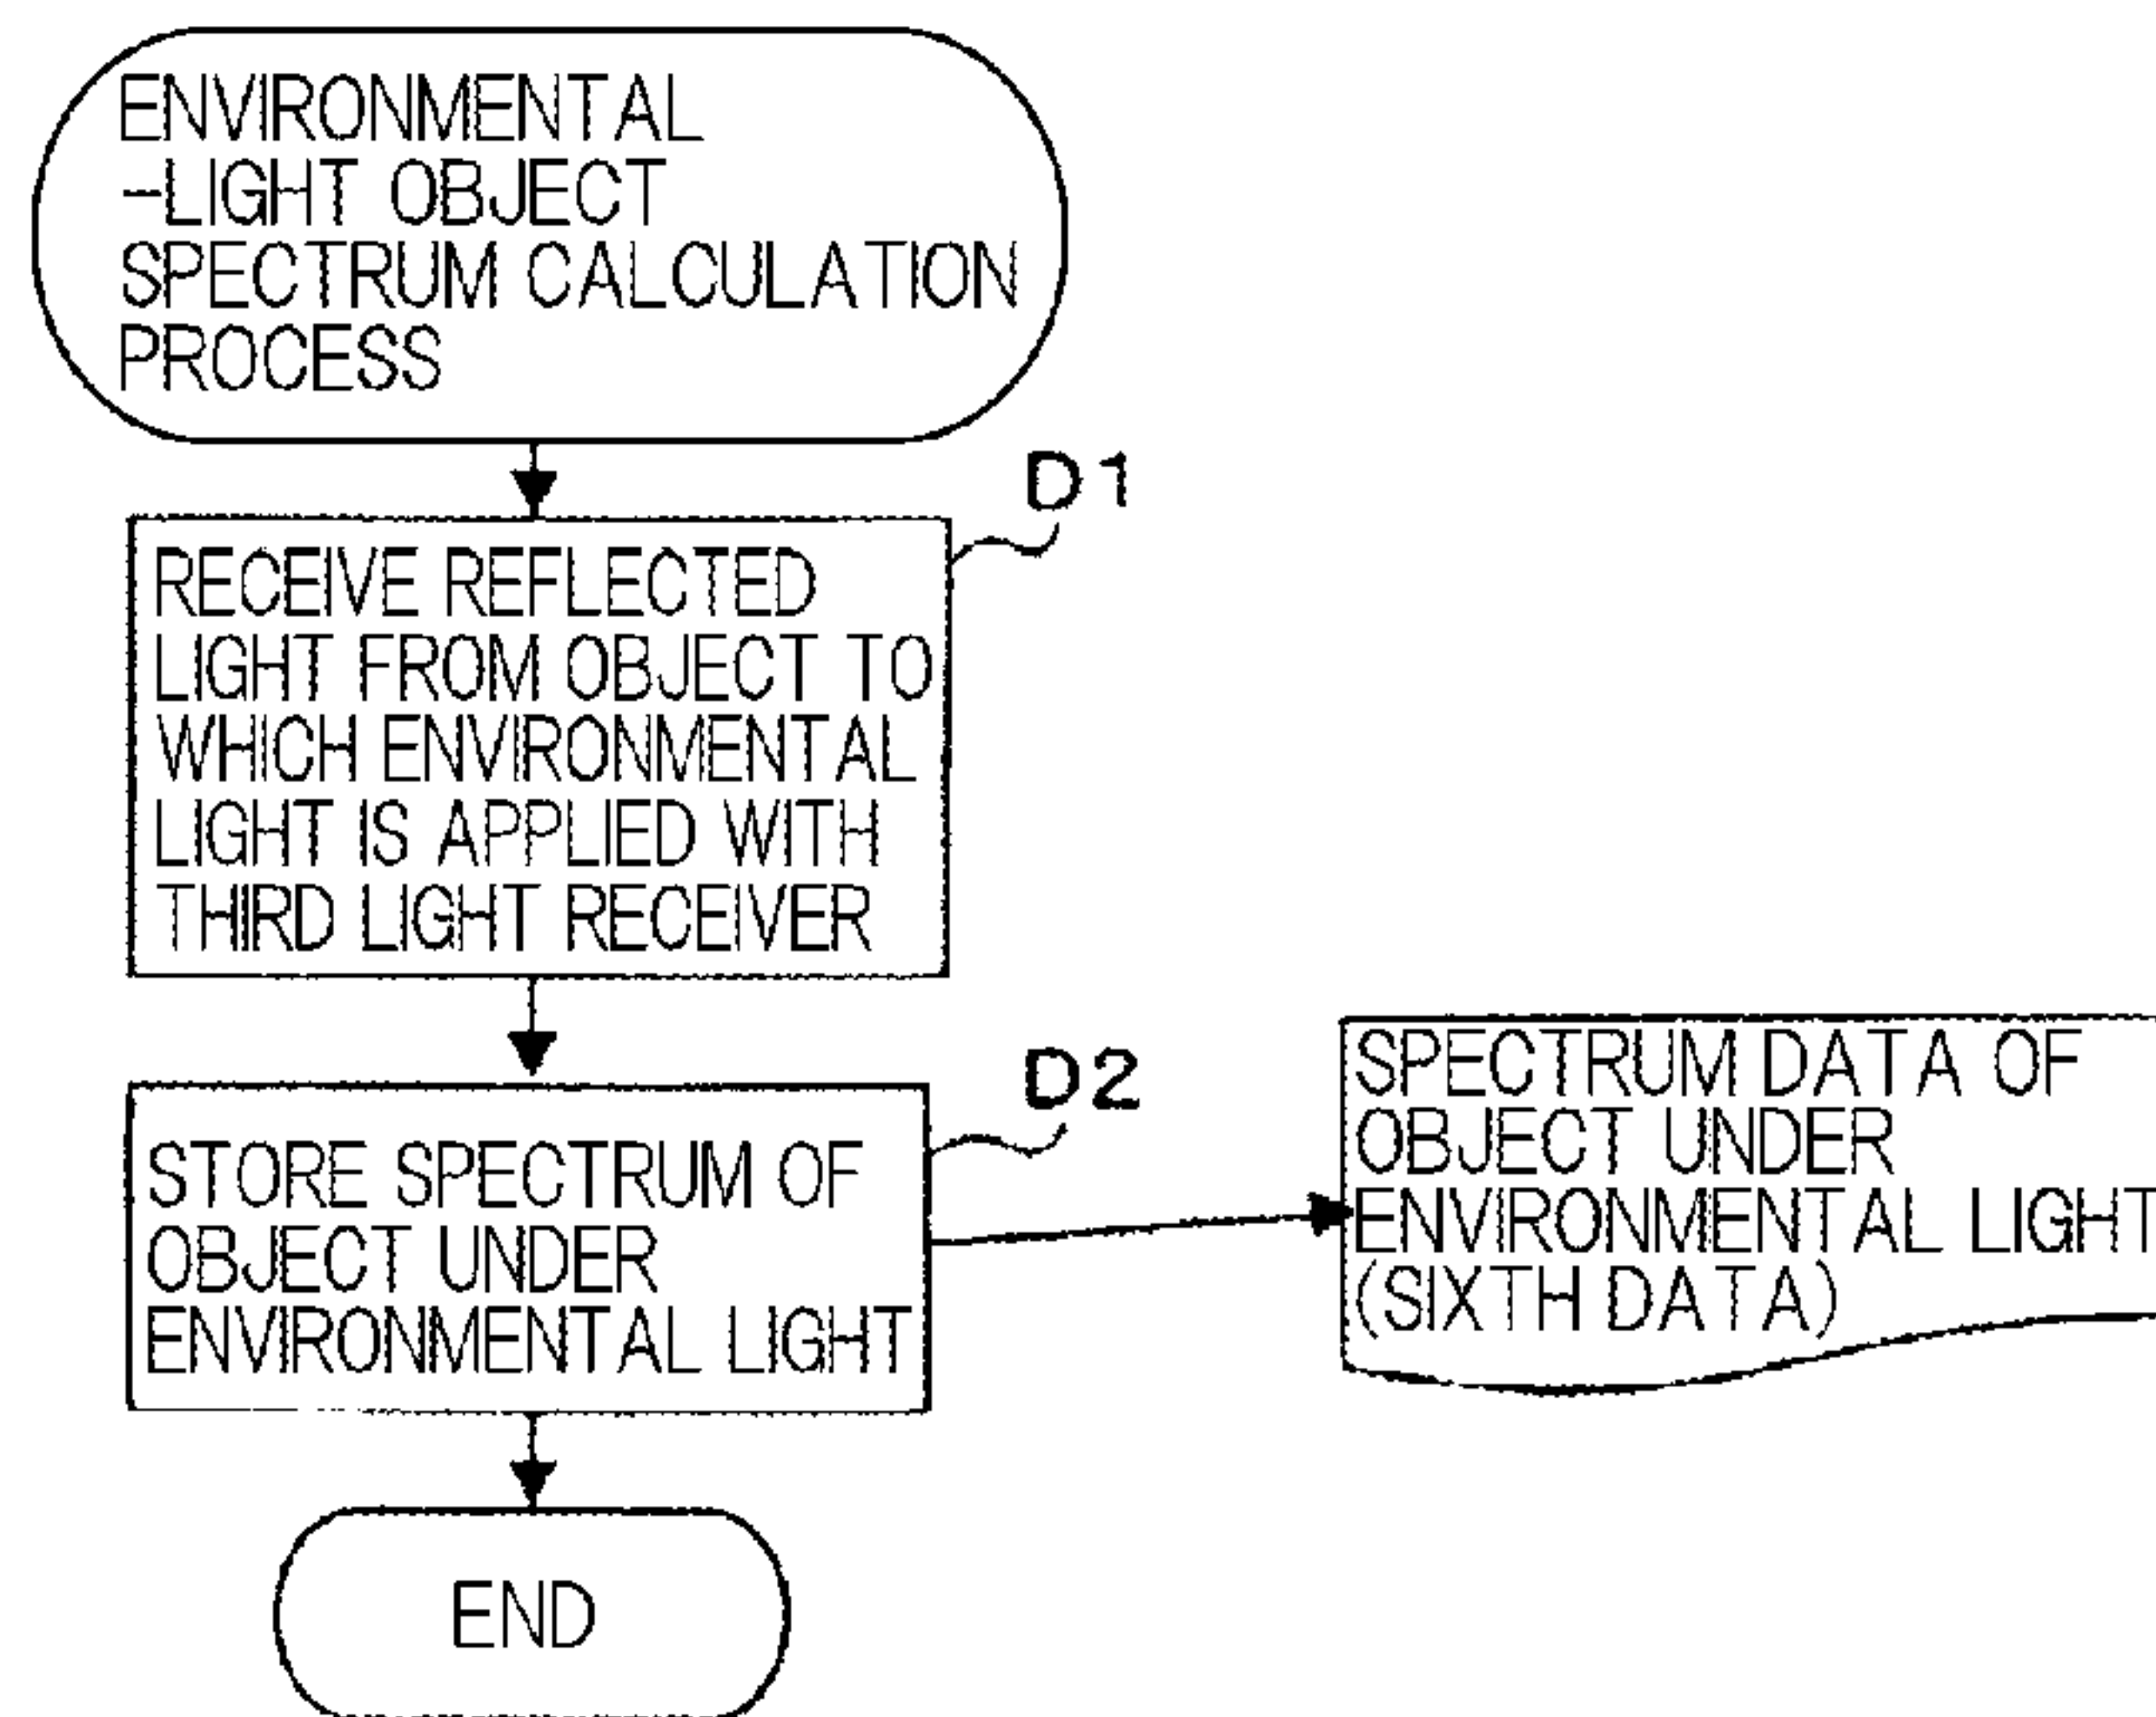 ENVIRONMENTAL
-LIGHT OBJECT
SPECTRUM CALCULATION
PROCESS
D1
RECEIVE REFLECTED
LIGHT FROM OBJECT TO
WHICH ENVIRONMENTAL
LIGHT IS APPLIED WITH
THIRD LIGHT RECEIVER
D2
STORE SPECTRUM OF
OBJECT UNDER
ENVIRONMENTAL LIGHT
SPECTRUM DATA OF
OBJECT UNDER
ENVIRONMENTAL LIGHT
(SIXTH DATA)
END